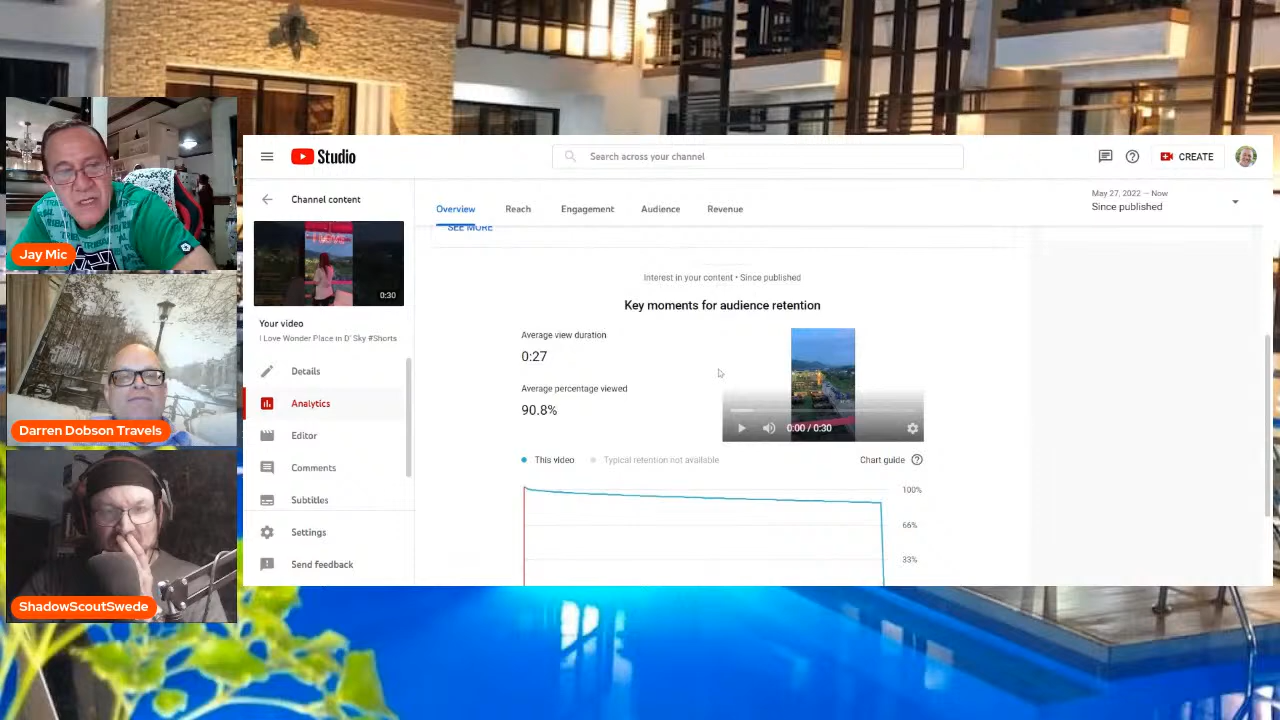 Jay Mic
Darren Dobson Travels
ShadowScoutSwede
Studio
Search across your channel
CREATE
Channel content
0:30
Your video
I Love Wonder Place in D' Sky #Shorts
Details
Analytics
Editor
Comments
Subtitles
Settings
Send feedback
Overview
Reach
Engagement
Audience
Revenue
May 27, 2022 – Now
Since published
SEE MORE
Interest in your content • Since published
Key moments for audience retention
Average view duration
0:27
Average percentage viewed
90.8%
0:00 / 0:30
This video
Typical retention not available
Chart guide
100%
66%
33%